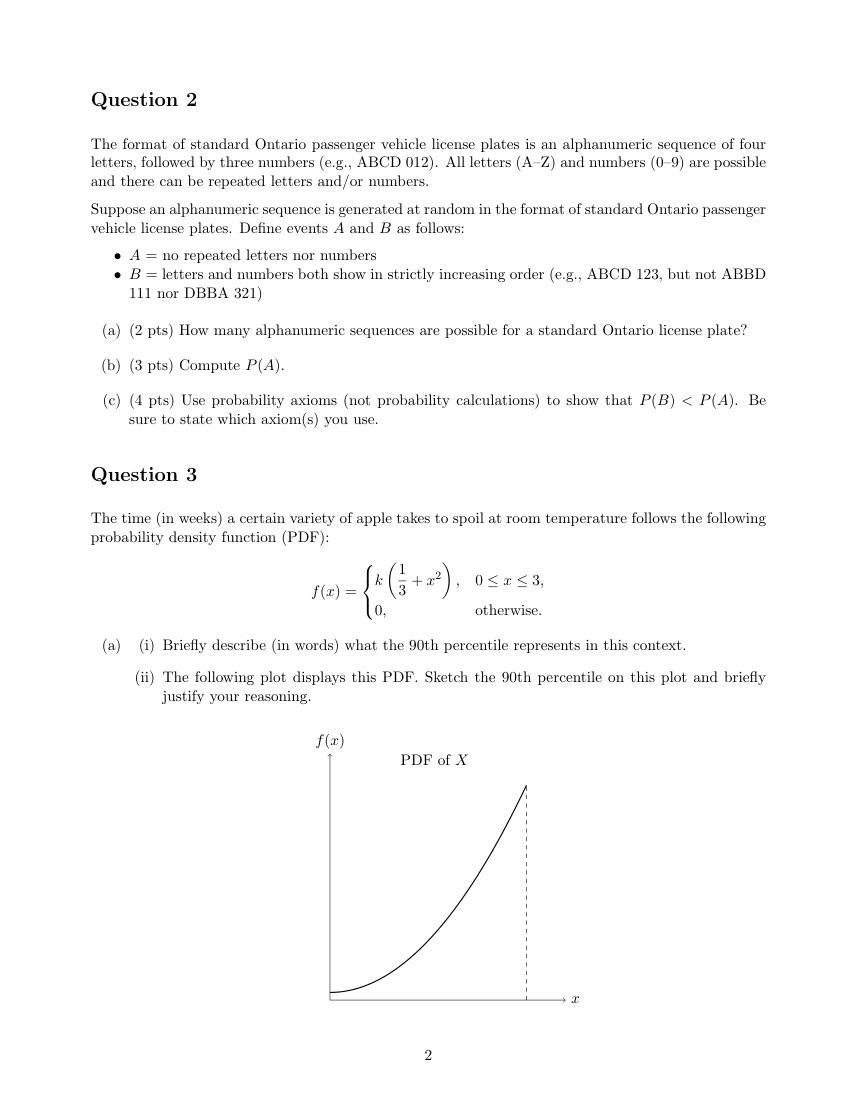 Question 2
The format of standard Ontario passenger vehicle license plates is an alphanumeric sequence of four
letters, followed by three numbers (e.g., ABCD 012). All letters (A–Z) and numbers (0–9) are possible
and there can be repeated letters and/or numbers.
Suppose an alphanumeric sequence is generated at random in the format of standard Ontario passenger
vehicle license plates. Define events A and B as follows:
• A = no repeated letters nor numbers
• B = letters and numbers both show in strictly increasing order (e.g., ABCD 123, but not ABBD
111 nor DBBA 321)
(a) (2 pts) How many alphanumeric sequences are possible for a standard Ontario license plate?
(b) (3 pts) Compute P(A).
(c) (4 pts) Use probability axioms (not probability calculations) to show that P(B) < P(A). Be
sure to state which axiom(s) you use.
Question 3
The time (in weeks) a certain variety of apple takes to spoil at room temperature follows the following
probability density function (PDF):
f(x) = { k(1/3 + x²), 0 ≤ x ≤ 3,
0, otherwise.
(a) (i) Briefly describe (in words) what the 90th percentile represents in this context.
(ii) The following plot displays this PDF. Sketch the 90th percentile on this plot and briefly
justify your reasoning.
f(x)
PDF of X
x
2